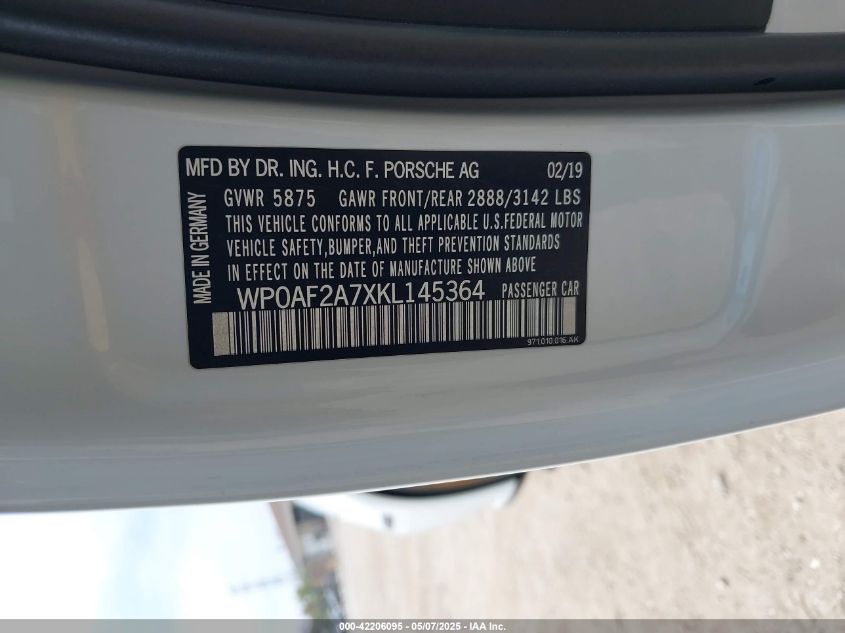 MFD BY DR. ING. H.C. F. PORSCHE AG 02/19
GVWR 5875 GAWR FRONT/REAR 2888/3142 LBS
THIS VEHICLE CONFORMS TO ALL APPLICABLE U.S.FEDERAL MOTOR
VEHICLE SAFETY,BUMPER,AND THEFT PREVENTION STANDARDS
IN EFFECT ON THE DATE OF MANUFACTURE SHOWN ABOVE
WP0AF2A7XKL145364 PASSENGER CAR
971.010.016.AK
MADE IN GERMANY
000-42206095 - 05/07/2025 - IAA Inc.